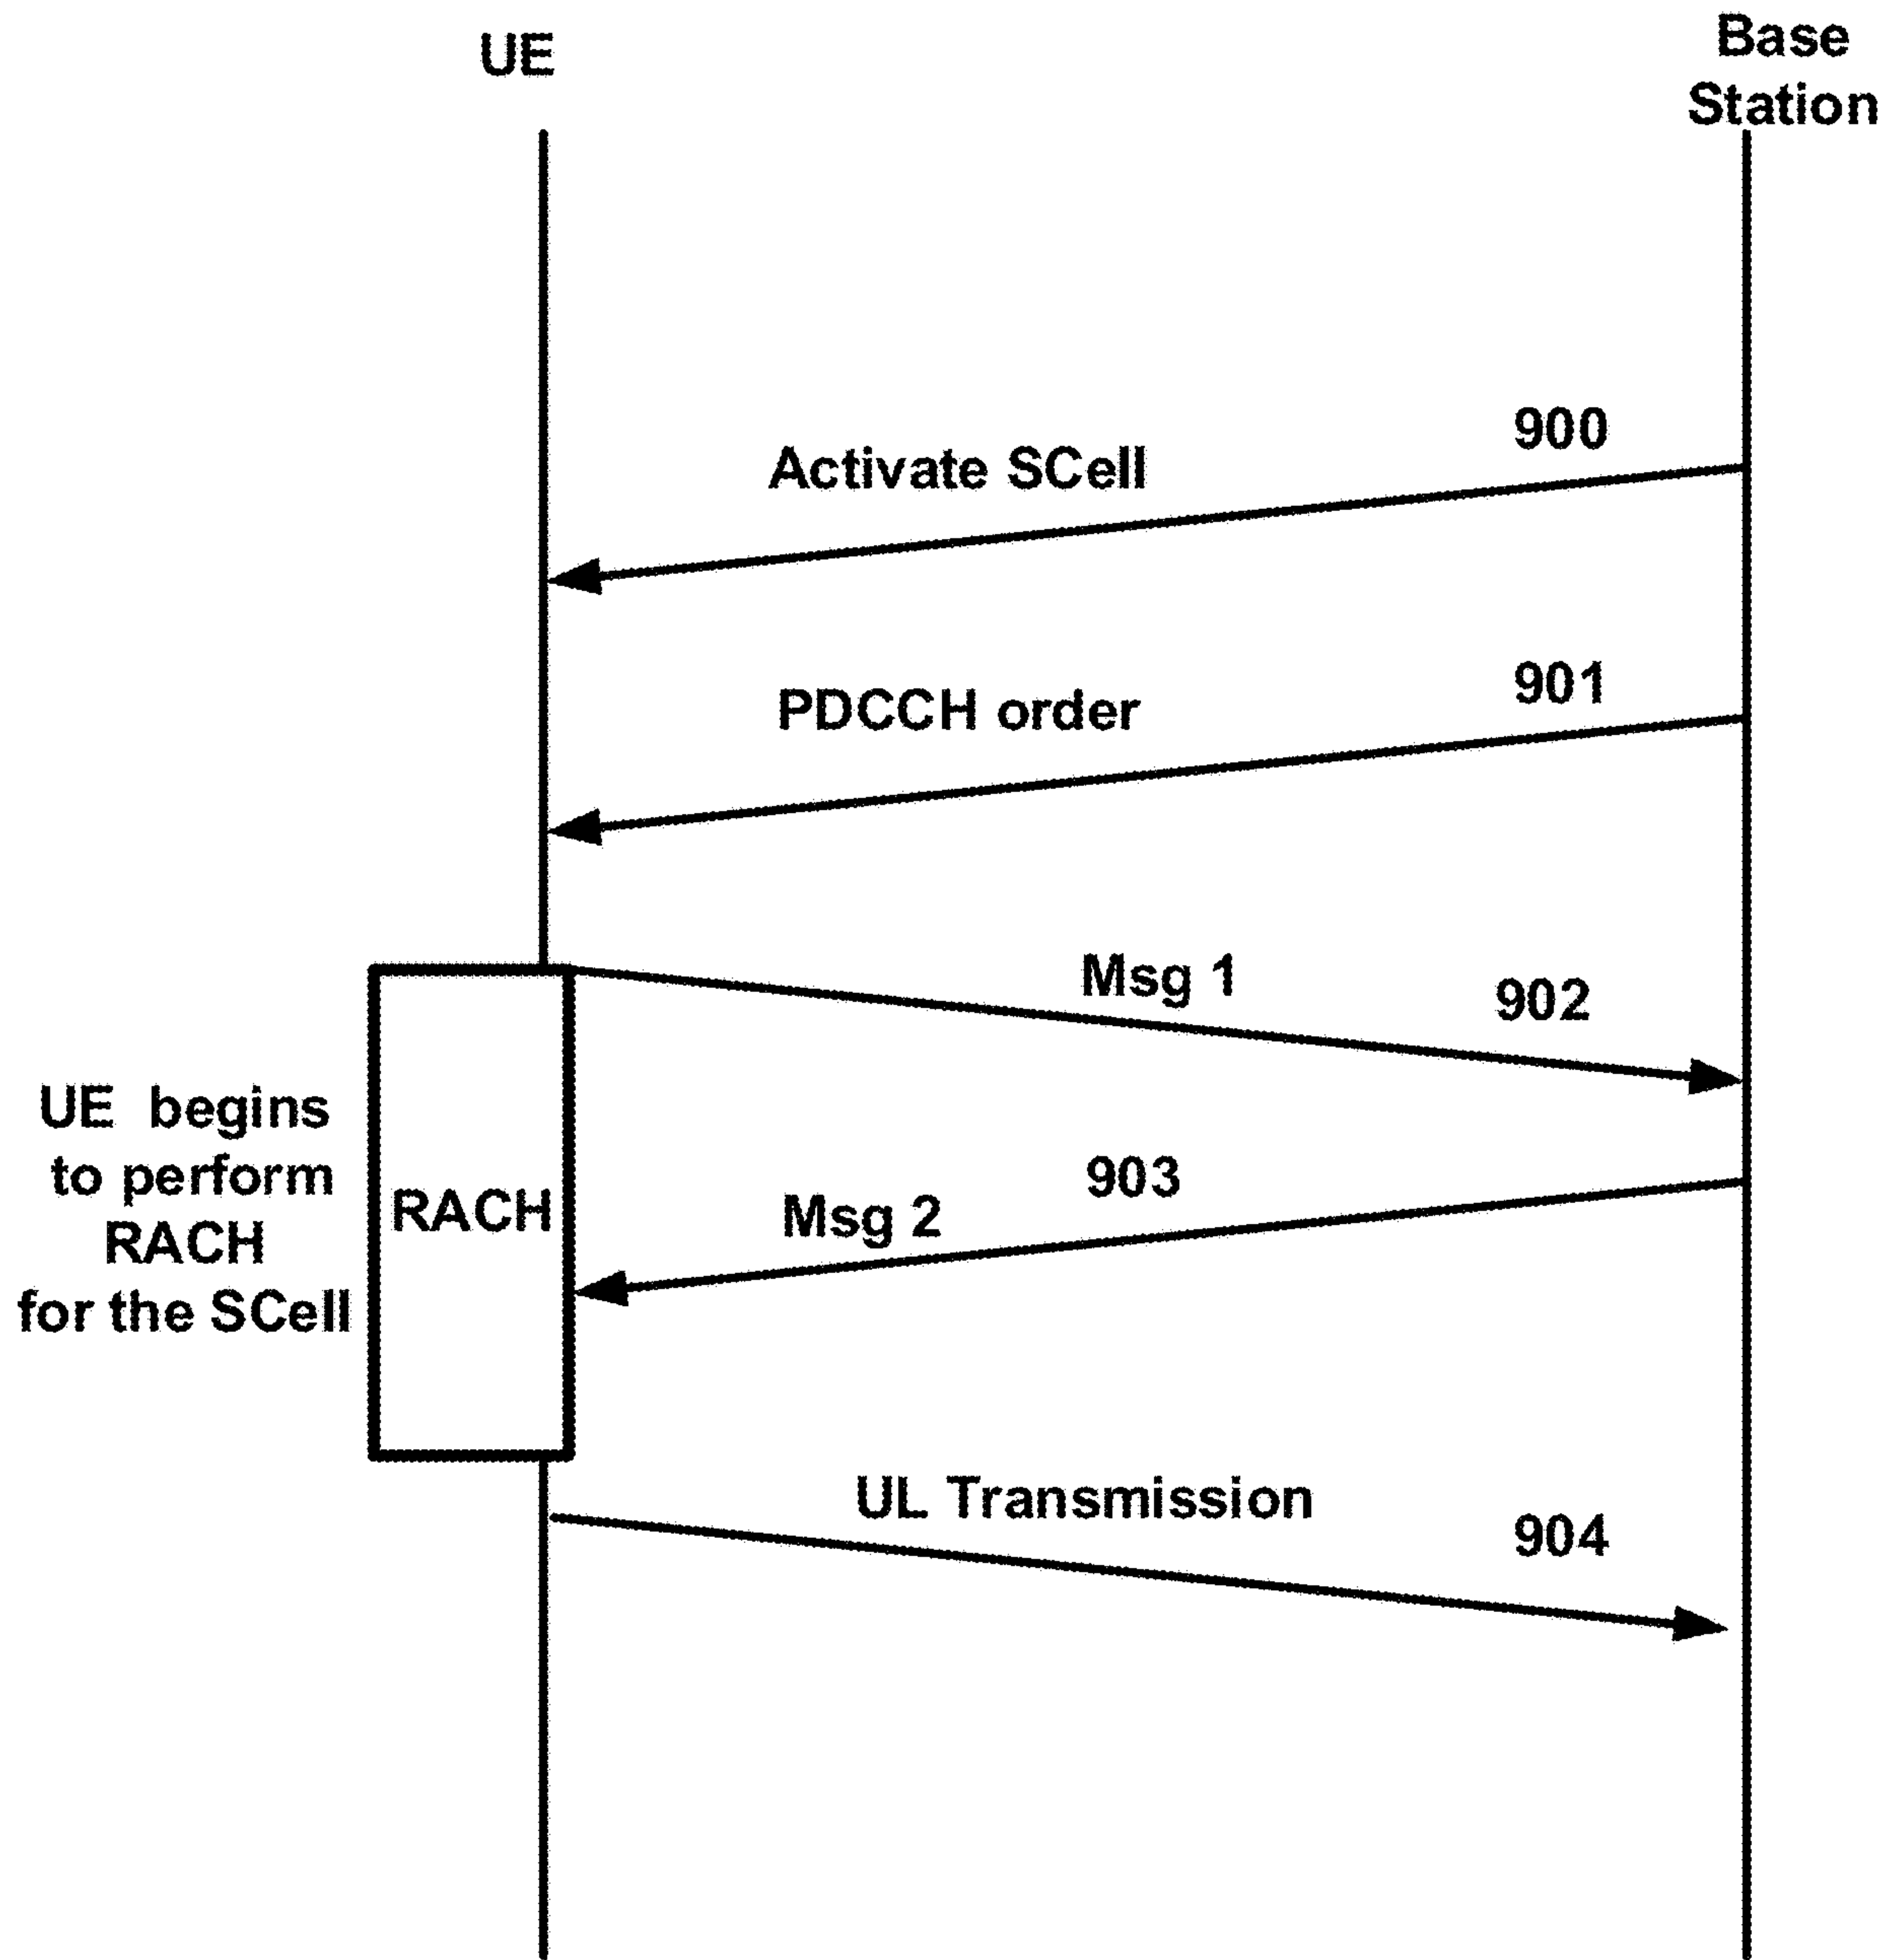 UE
Base
Station
900
Activate SCell
901
PDCCH order
Msg 1
902
UE begins
to perform
RACH
for the SCell
RACH
903
Msg 2
UL Transmission
904